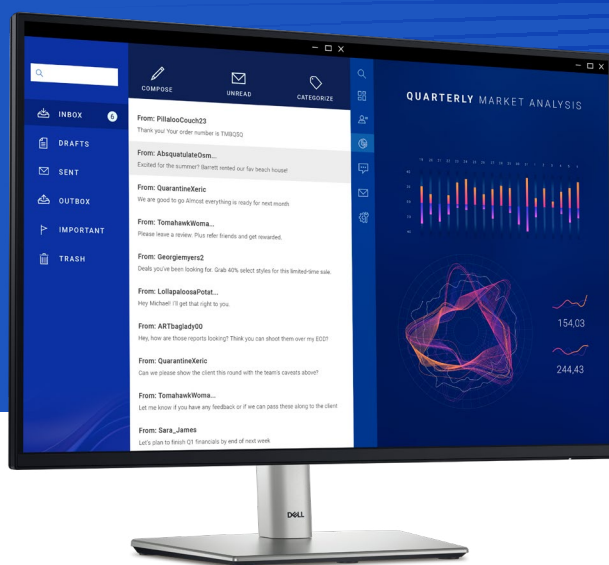 COMPOSE
UNREAD
CATEGORIZE
INBOX 6
DRAFTS
SENT
OUTBOX
IMPORTANT
TRASH
From: PillalooCouch23
Thank you! Your order number is TMBQ5G
From: AbsquatulateOsm...
Excited for the summer? Barrett rented our fav beach house!
From: QuarantineXeric
We are good to go Almost everything is ready for next month
From: TomahawkWoma...
Please leave a review. Plus refer friends and get rewarded.
From: Georgiemyers2
Deals you've been looking for. Grab 40% select styles for this limited-time sale.
From: LollapaloosaPotat...
Hey Michael! I'll get that right to you.
From: ARTbaglady00
Hey, how are those reports looking? Think you can shoot them over my EOD?
From: QuarantineXeric
Can we please show the client this round with the team's caveats above?
From: TomahawkWoma...
Let me know if you have any feedback or if we can pass these along to the client
From: Sara_James
Let's plan to finish Q1 financials by end of next week
QUARTERLY MARKET ANALYSIS
154,03
244,43
DELL